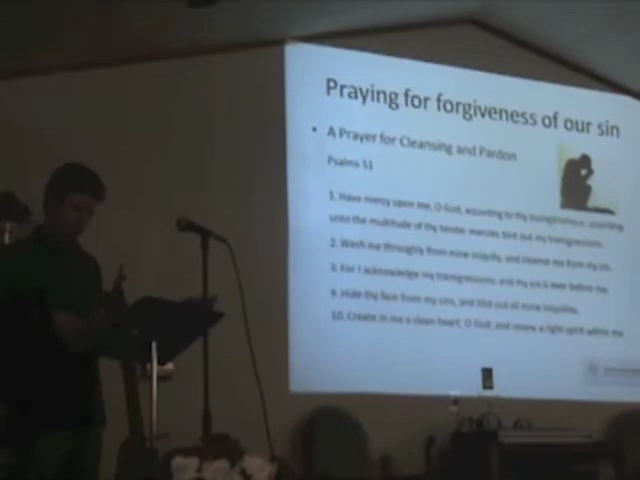 Praying for forgiveness of our sin
• A Prayer for Cleansing and Pardon
Psalms 51
1. Have mercy upon me, O God, according to thy lovingkindness: according
unto the multitude of thy tender mercies blot out my transgressions.
2. Wash me throughly from mine iniquity, and cleanse me from my sin.
3. For I acknowledge my transgressions: and my sin is ever before me.
9. Hide thy face from my sins, and blot out all mine iniquities.
10. Create in me a clean heart, O God; and renew a right spirit within me